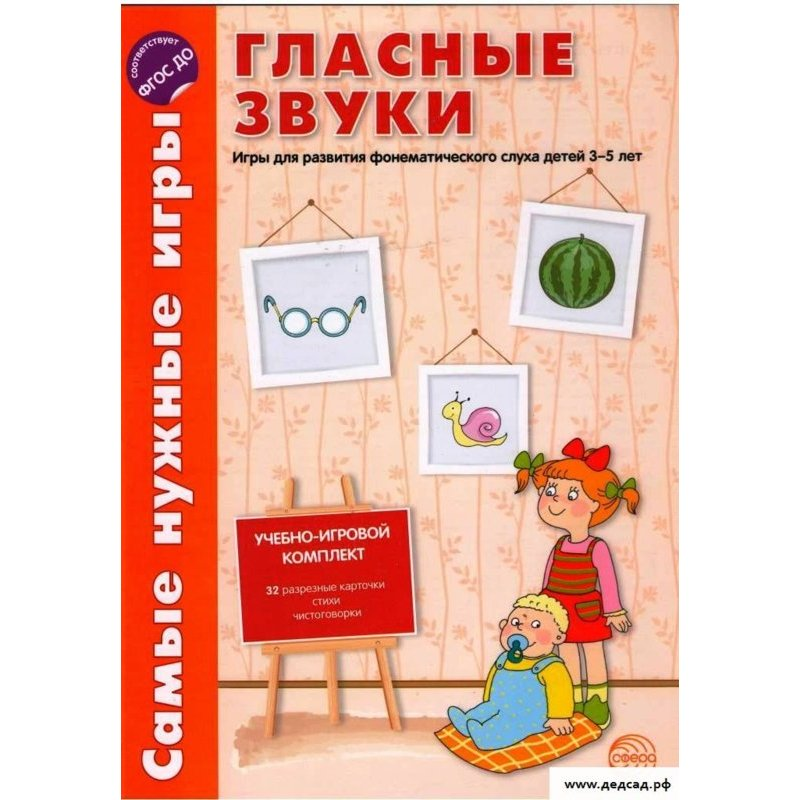 соответствует
ФГОС ДО
Самые нужные игры
ГЛАСНЫЕ
ЗВУКИ
Игры для развития фонематического слуха детей 3–5 лет
УЧЕБНО-ИГРОВОЙ
КОМПЛЕКТ
32 разрезные карточки
стихи
чистоговорки
сфера
www.дедсад.рф